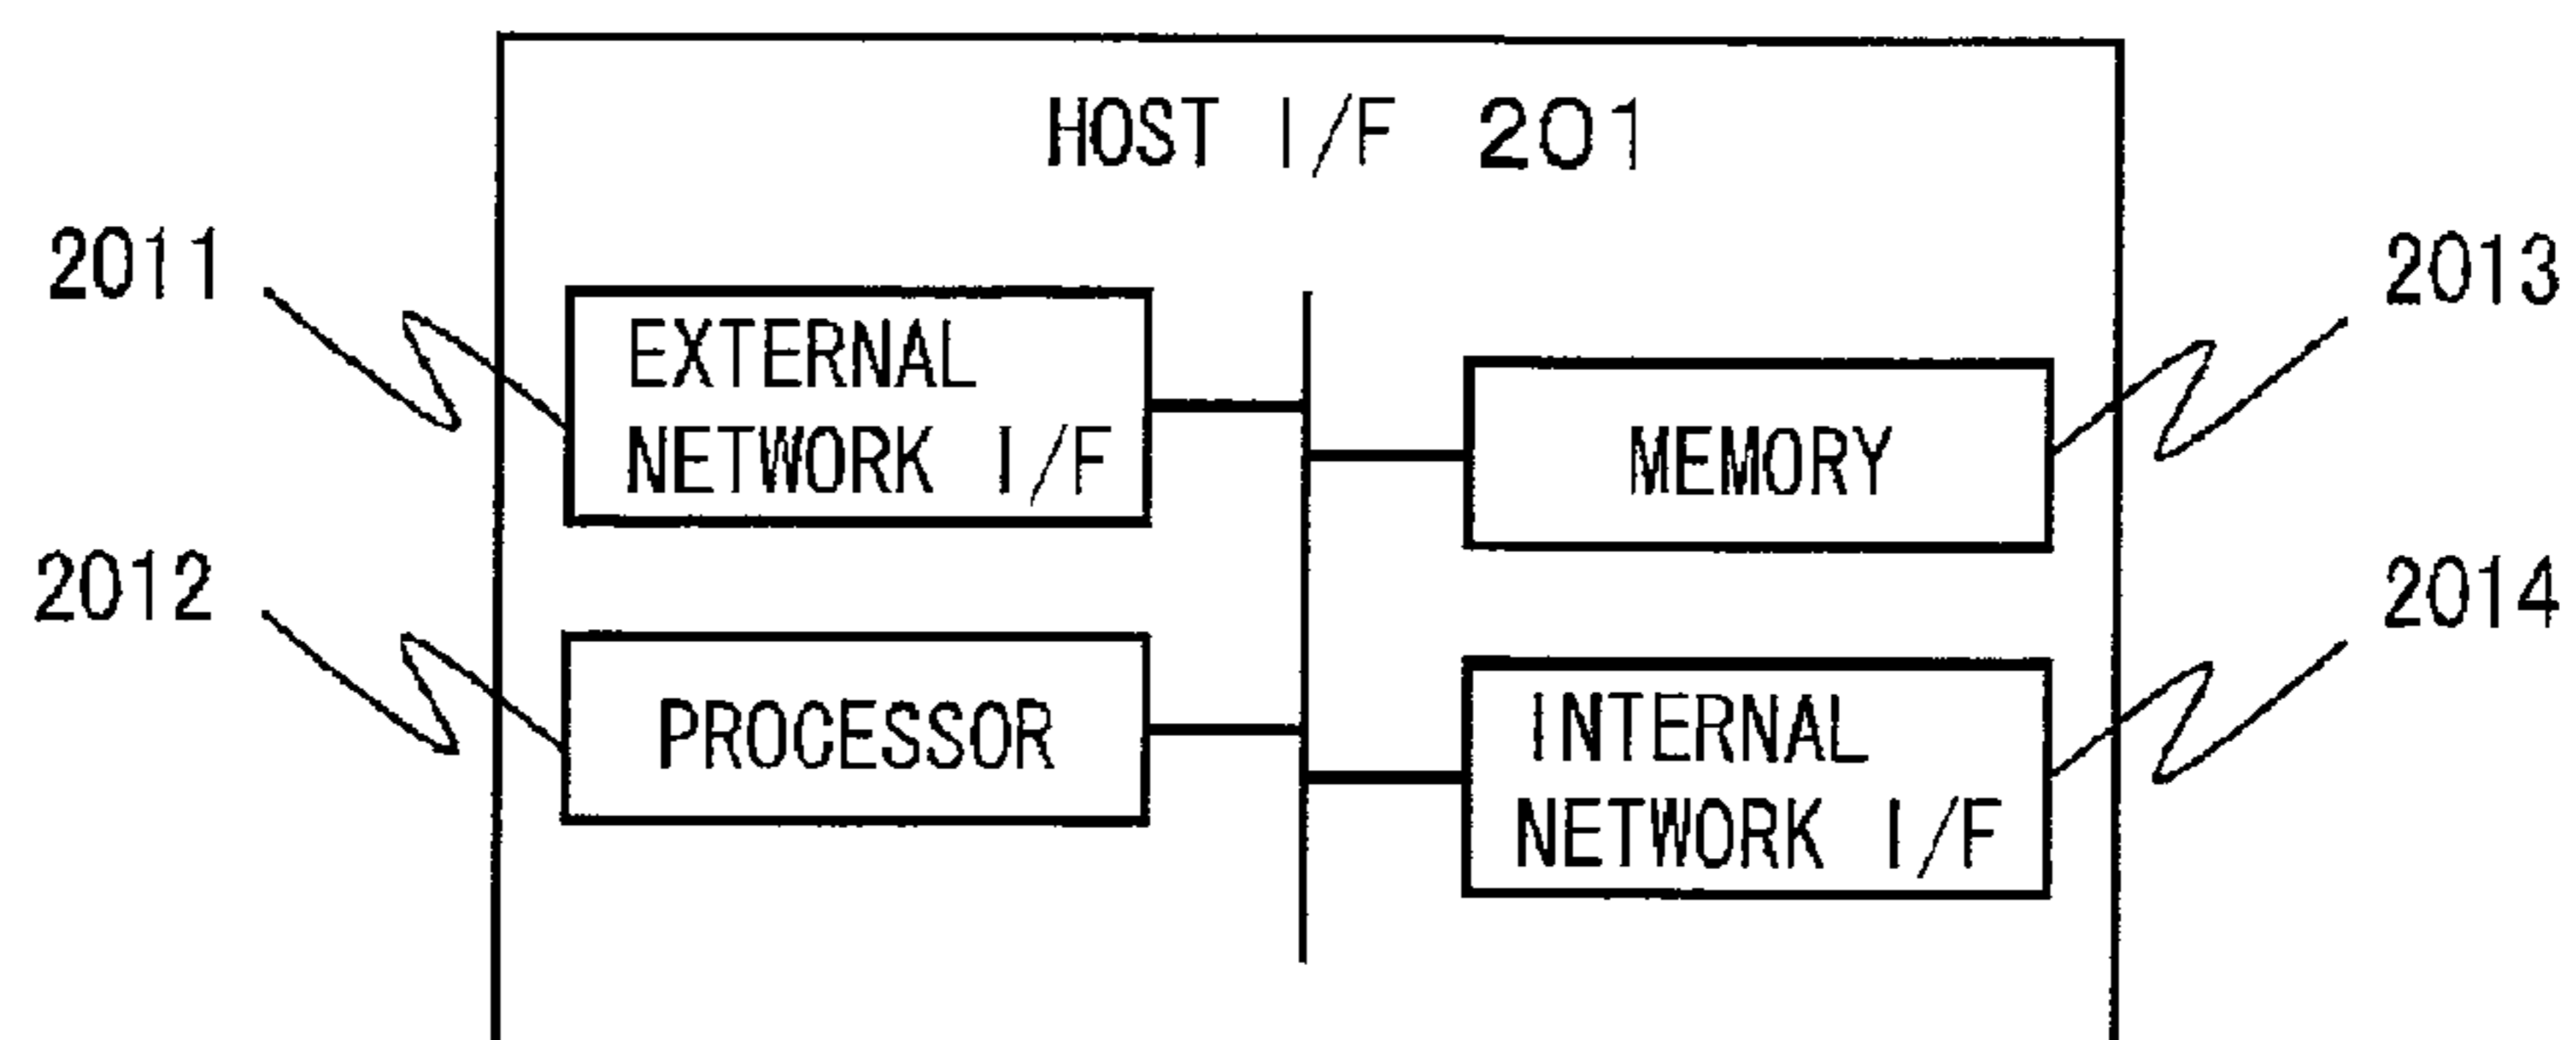 HOST I/F 201
2011
EXTERNAL
NETWORK I/F
2013
MEMORY
2012
PROCESSOR
2014
INTERNAL
NETWORK I/F